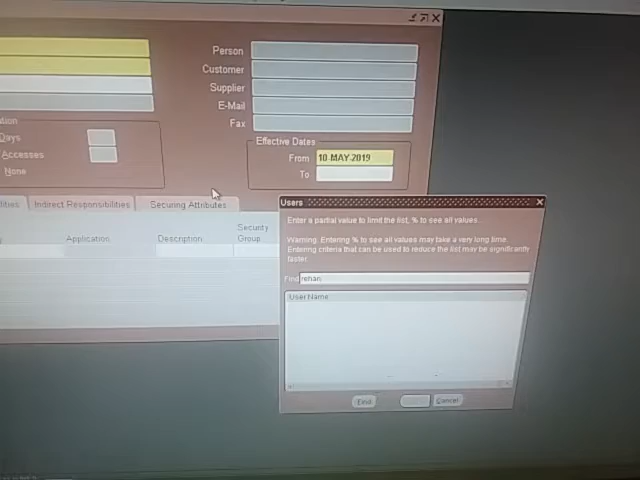 Person
Customer
Supplier
E-Mail
Fax
Days
Accesses
None
Effective Dates
From 10-MAY-2019
To
Indirect Responsibilities
Securing Attributes
Application
Description
Security
Group
Users
Enter a partial value to limit the list, % to see all values.
Warning: Entering % to see all values may take a very long time.
Entering criteria that can be used to reduce the list may be significantly
faster.
Find rehan
User Name
Find
Cancel